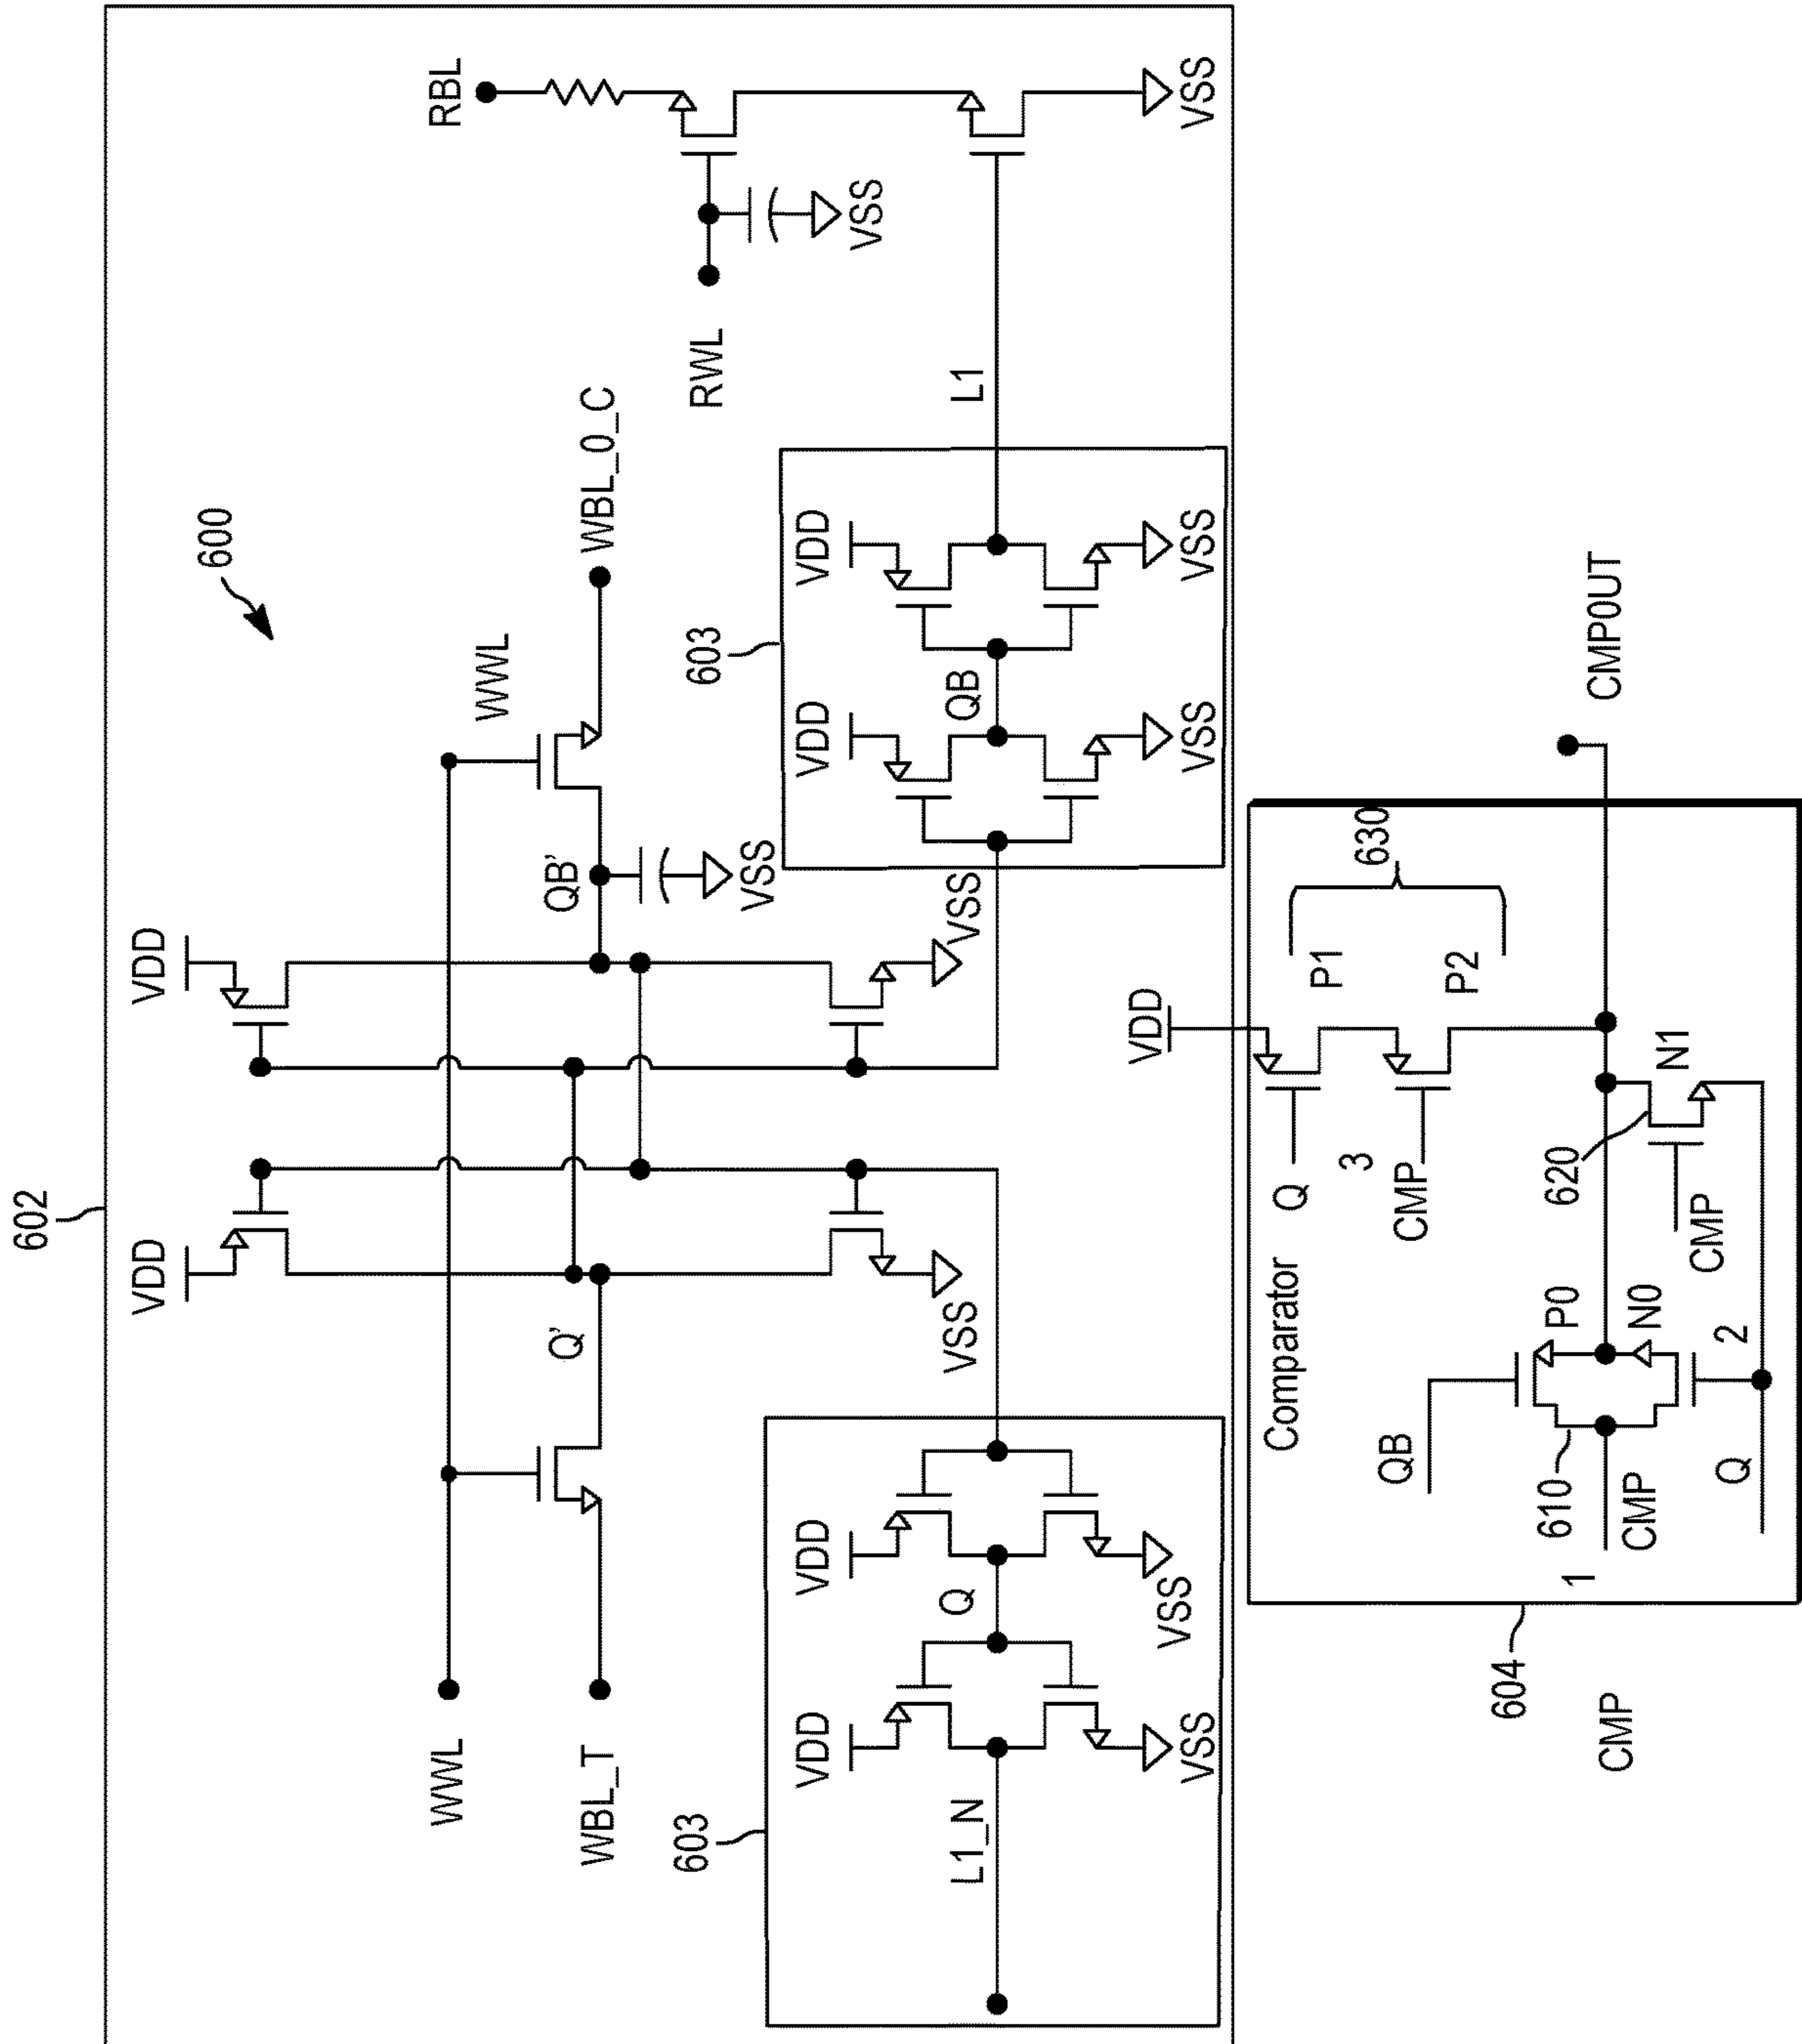 602
600
VDD
VDD
WWL
WWL
WBL_T
Q'
QB'
WBL_0_C
VSS
VSS
VSS
RBL
RWL
VSS
VSS
603
L1_N
VDD
VSS
Q
VDD
VSS
603
VDD
VSS
QB
VDD
VSS
L1
604
CMP
Comparator
VDD
Q
3
CMP
P1
P2
630
QB
P0
610
1
CMP
N0
2
Q
620
CMP
N1
CMP0UT